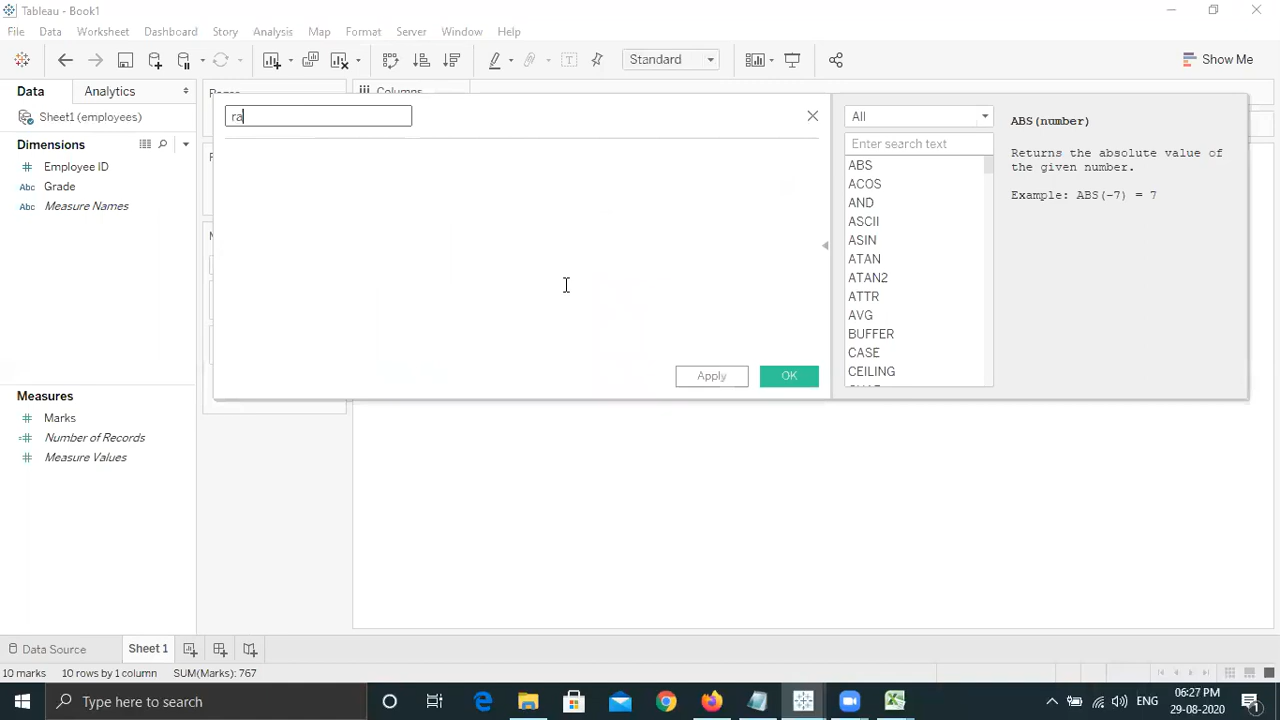 Tableau - Book1
File Data Worksheet Dashboard Story Analysis Map Format Server Window Help
Standard
Show Me
Data Analytics
Columns
Sheet1 (employees)
Dimensions
Employee ID
Abc Grade
Abc Measure Names
Measures
Marks
Number of Records
Measure Values
ra
Apply
OK
All
Enter search text
ABS
ACOS
AND
ASCII
ASIN
ATAN
ATAN2
ATTR
AVG
BUFFER
CASE
CEILING
ABS(number)
Returns the absolute value of
the given number.
Example: ABS(-7) = 7
Data Source Sheet 1
10 marks 10 rows by 1 column SUM(Marks): 767
Type here to search
ENG
06:27 PM
29-08-2020
1